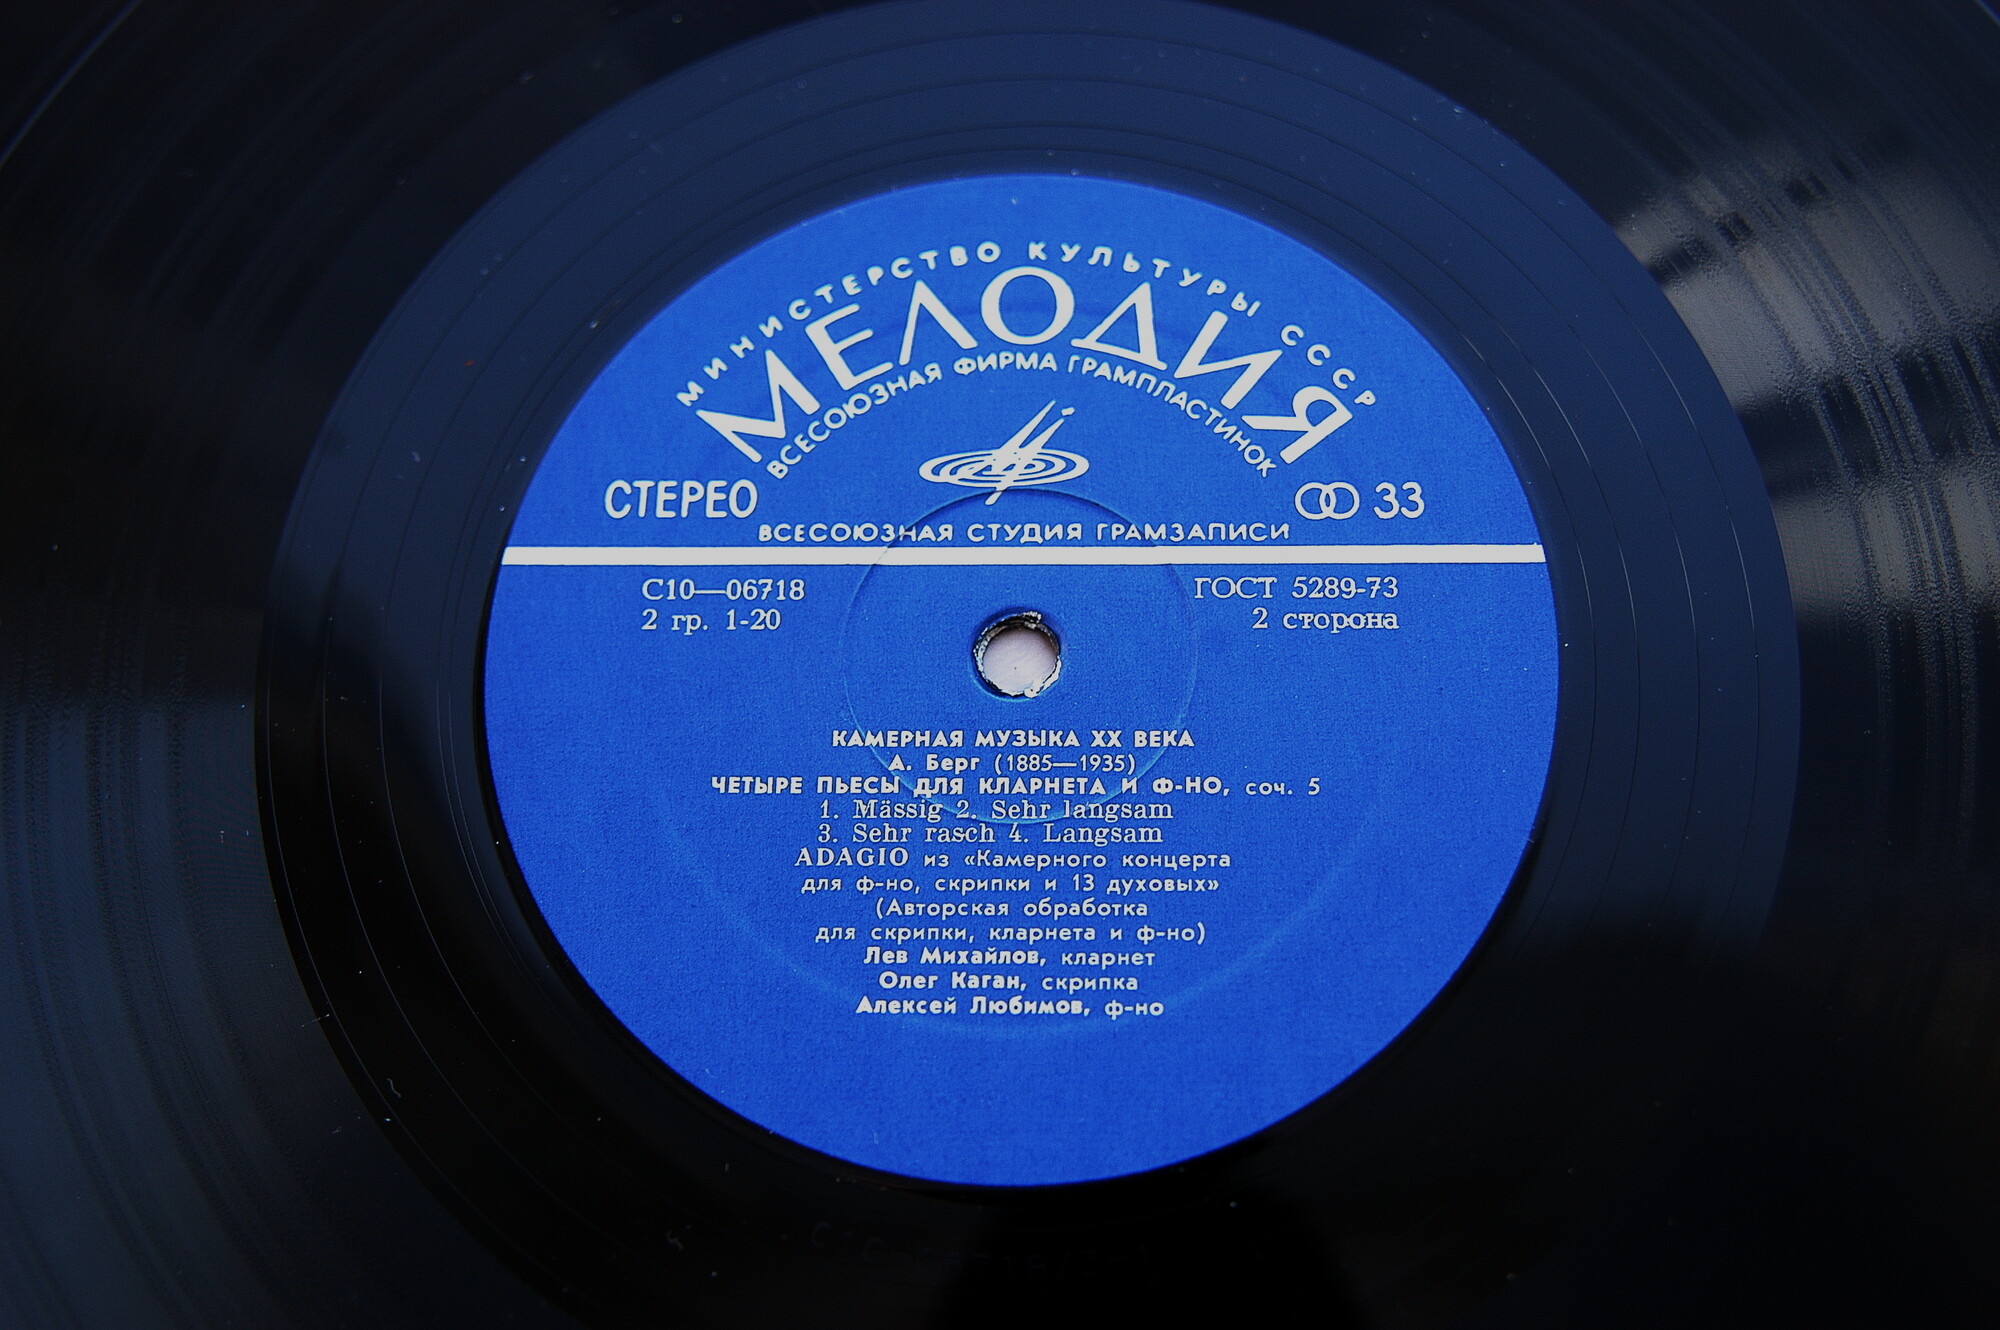 МИНИСТЕРСТВО КУЛЬТУРЫ СССР
МЕЛОДИЯ
ВСЕСОЮЗНАЯ ФИРМА ГРАМПЛАСТИНОК
СТЕРЕО
33
ВСЕСОЮЗНАЯ СТУДИЯ ГРАМЗАПИСИ
С10—06718
ГОСТ 5289-73
2 гр. 1-20
2 сторона
КАМЕРНАЯ МУЗЫКА XX ВЕКА
А. Берг (1885—1935)
ЧЕТЫРЕ ПЬЕСЫ ДЛЯ КЛАРНЕТА И Ф-НО, соч. 5
1. Mässig 2. Sehr langsam
3. Sehr rasch 4. Langsam
ADAGIO из «Камерного концерта
для ф-но, скрипки и 13 духовых»
(Авторская обработка
для скрипки, кларнета и ф-но)
Лев Михайлов, кларнет
Олег Каган, скрипка
Алексей Любимов, ф-но